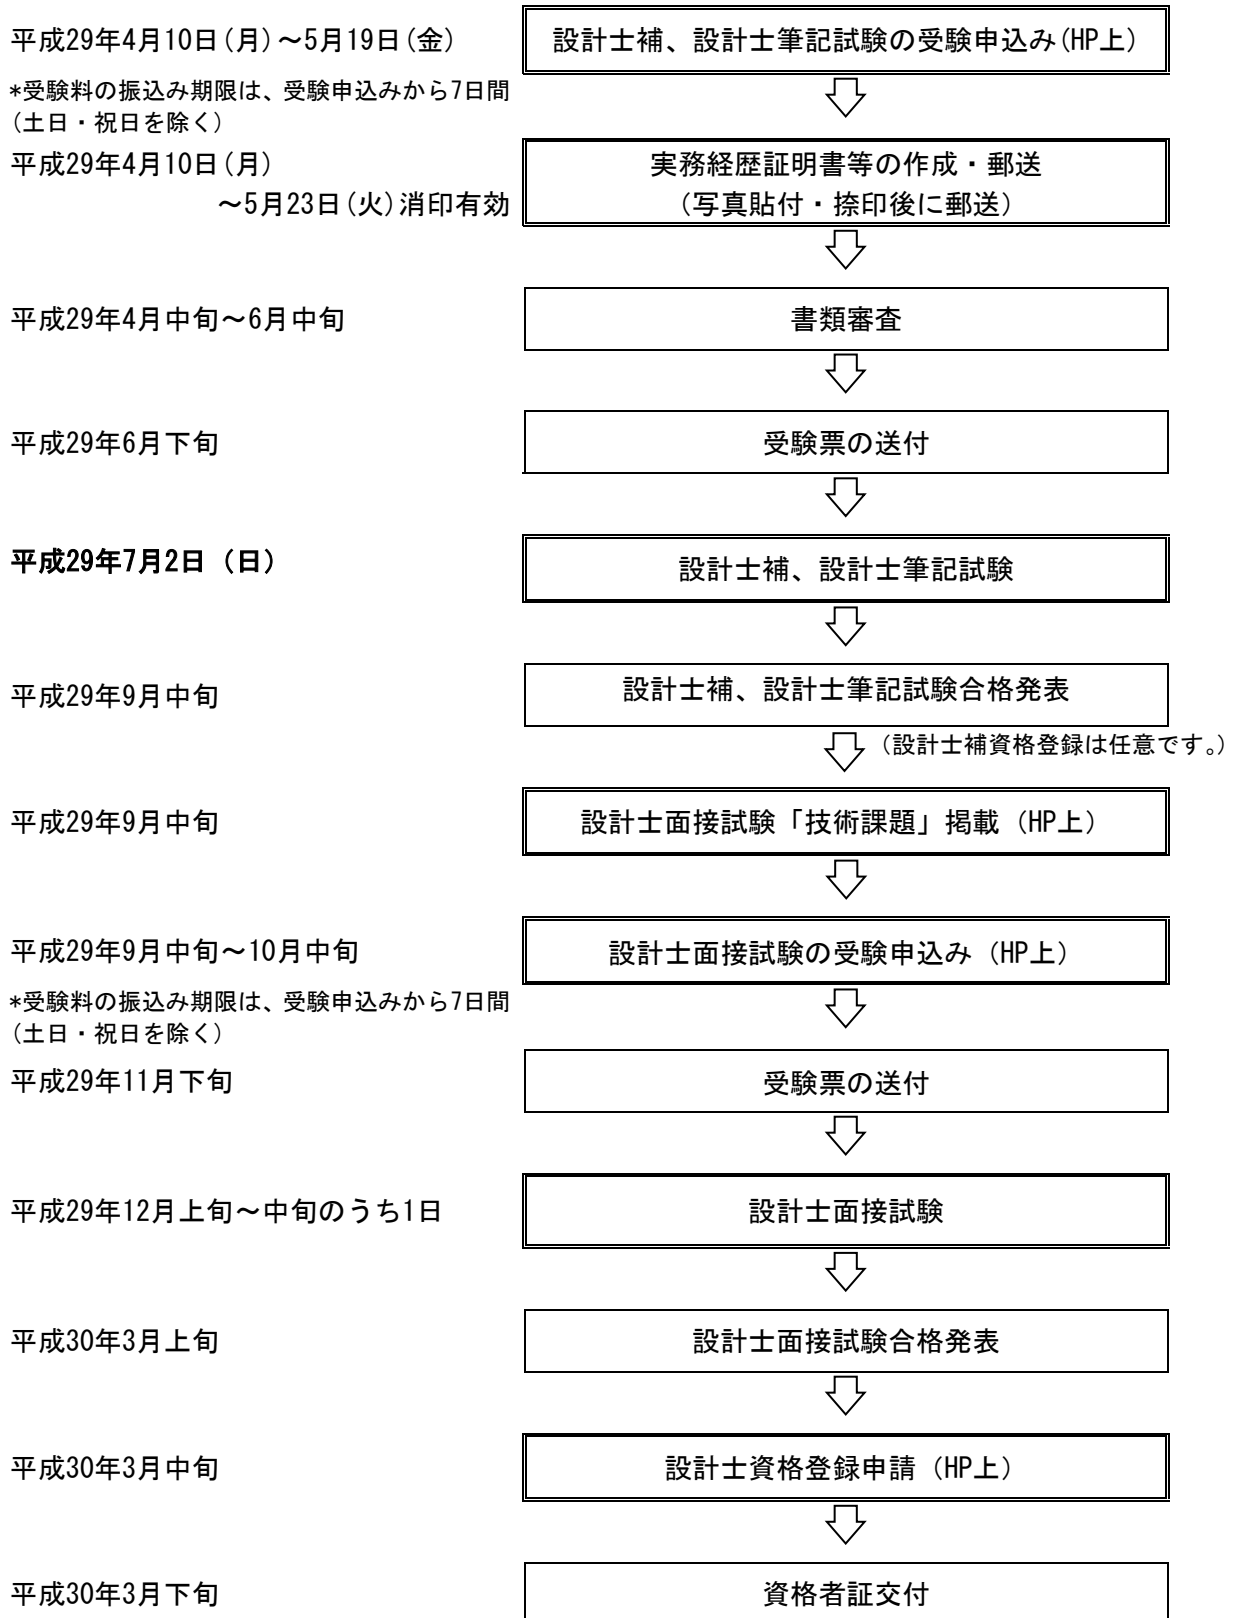 平成29年4月10日(月)～5月19日(金)
設計士補、設計士筆記試験の受験申込み(HP上)
*受験料の振込み期限は、受験申込みから7日間
(土日・祝日を除く)
平成29年4月10日(月)
～5月23日(火)消印有効
実務経歴証明書等の作成・郵送
(写真貼付・捺印後に郵送)
平成29年4月中旬～6月中旬
書類審査
平成29年6月下旬
受験票の送付
平成29年7月2日（日）
設計士補、設計士筆記試験
平成29年9月中旬
設計士補、設計士筆記試験合格発表
(設計士補資格登録は任意です。)
平成29年9月中旬
設計士面接試験「技術課題」掲載（HP上）
平成29年9月中旬～10月中旬
設計士面接試験の受験申込み（HP上）
*受験料の振込み期限は、受験申込みから7日間
(土日・祝日を除く)
平成29年11月下旬
受験票の送付
平成29年12月上旬～中旬のうち1日
設計士面接試験
平成30年3月上旬
設計士面接試験合格発表
平成30年3月中旬
設計士資格登録申請（HP上）
平成30年3月下旬
資格者証交付